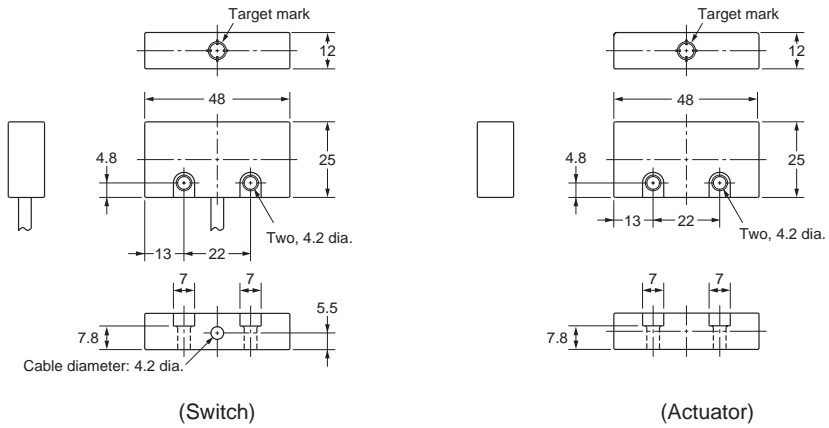 Target mark
12
48
4.8
25
Two, 4.2 dia.
13
22
7
7
5.5
7.8
Cable diameter: 4.2 dia.
(Switch)
Target mark
12
48
4.8
25
13
22
Two, 4.2 dia.
7
7
7.8
(Actuator)